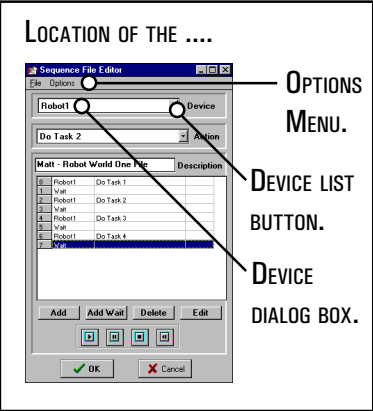 LOCATION OF THE ....
Sequence File Editor
File Options
OPTIONS MENU.
Robot1 Device
Do Task 2 Action
Matt - Robot World One File Description
DEVICE LIST BUTTON.
0 Robot1 Do Task 1
1 Wait
2 Robot1 Do Task 2
3 Wait
4 Robot1 Do Task 3
5 Wait
6 Robot1 Do Task 4
7 Wait
DEVICE DIALOG BOX.
Add Add Wait Delete Edit
OK Cancel